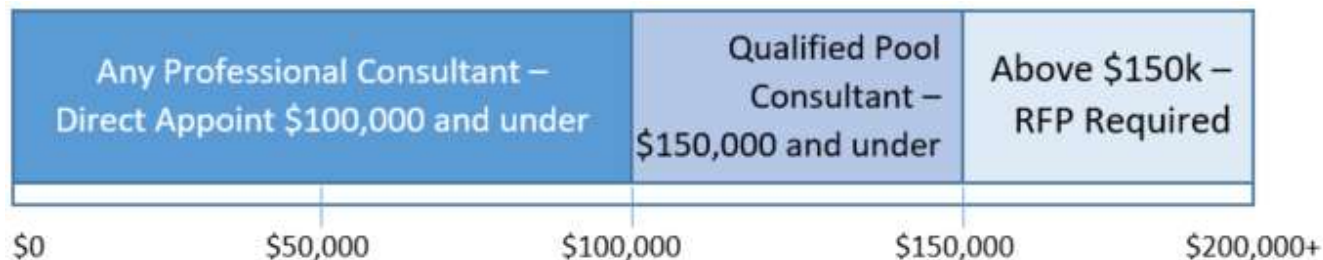 Any Professional Consultant –
Direct Appoint $100,000 and under
Qualified Pool
Consultant –
$150,000 and under
Above $150k –
RFP Required
$0
$50,000
$100,000
$150,000
$200,000+